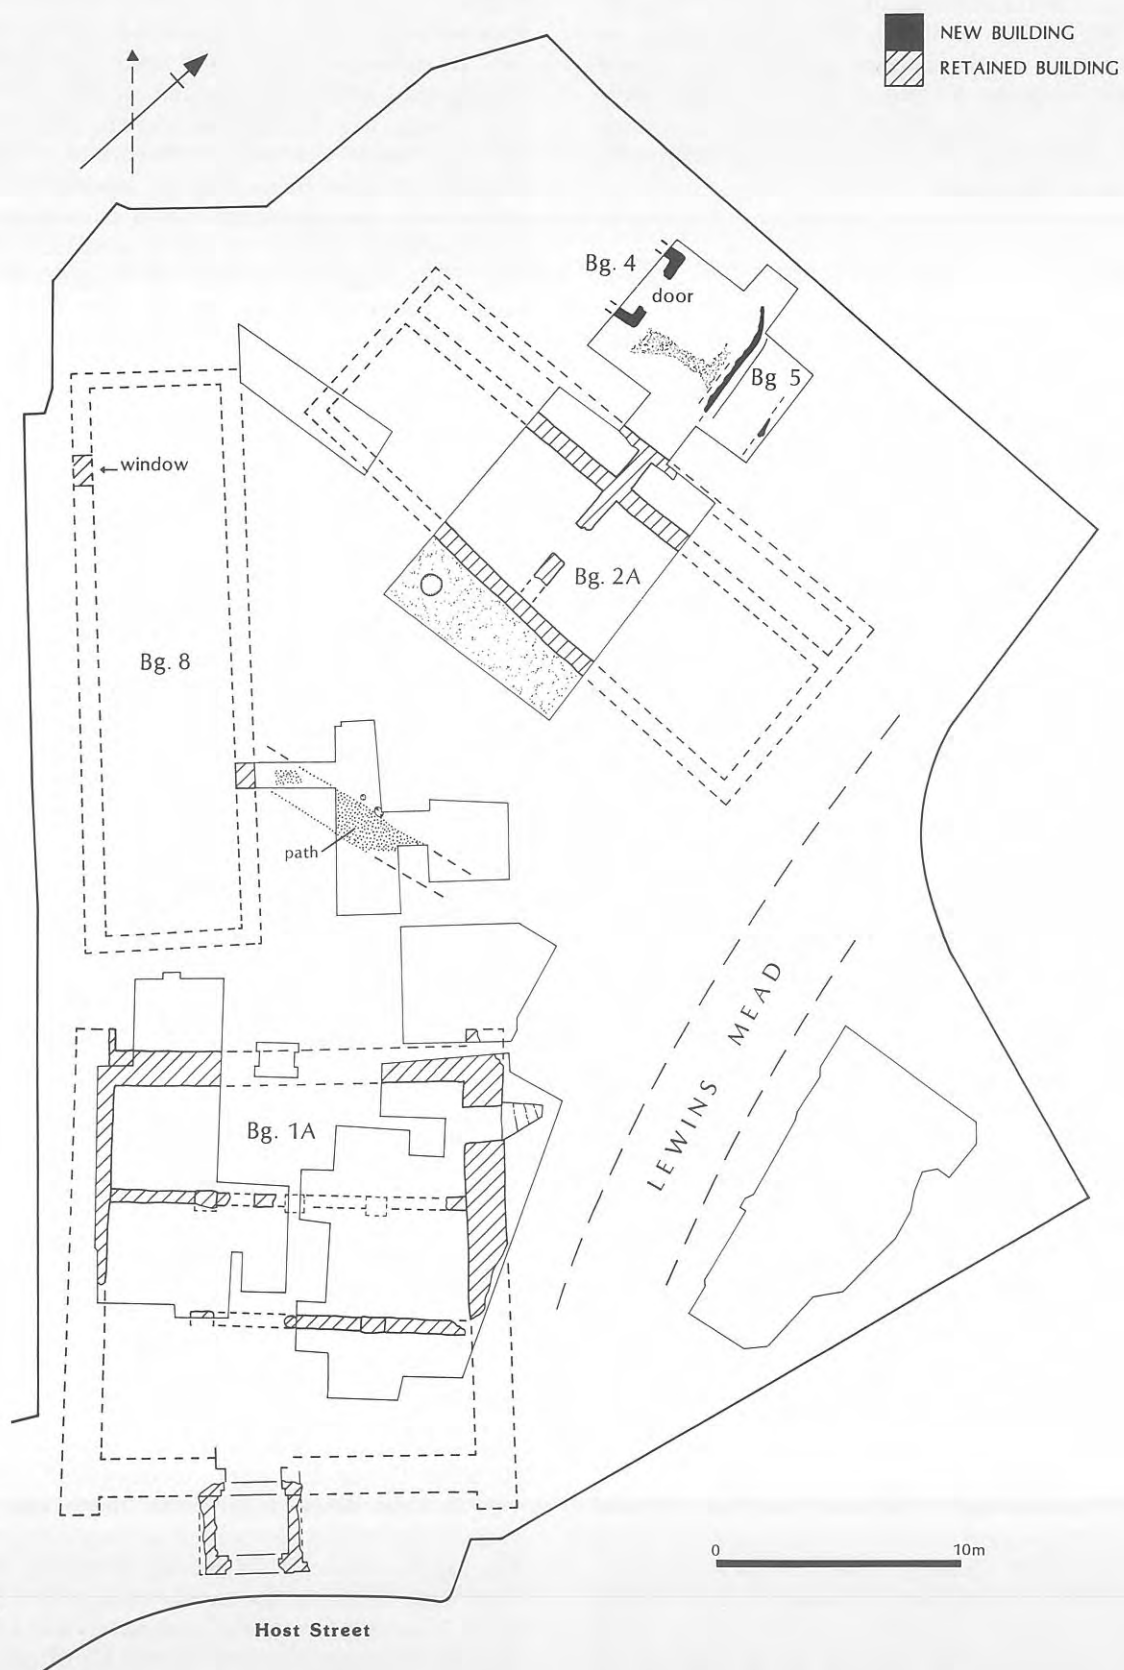 NEW BUILDING
RETAINED BUILDING
Bg. 4
door
Bg 5
←window
Bg. 2A
Bg. 8
path
LEWINS MEAD
Bg. 1A
0 10m
Host Street